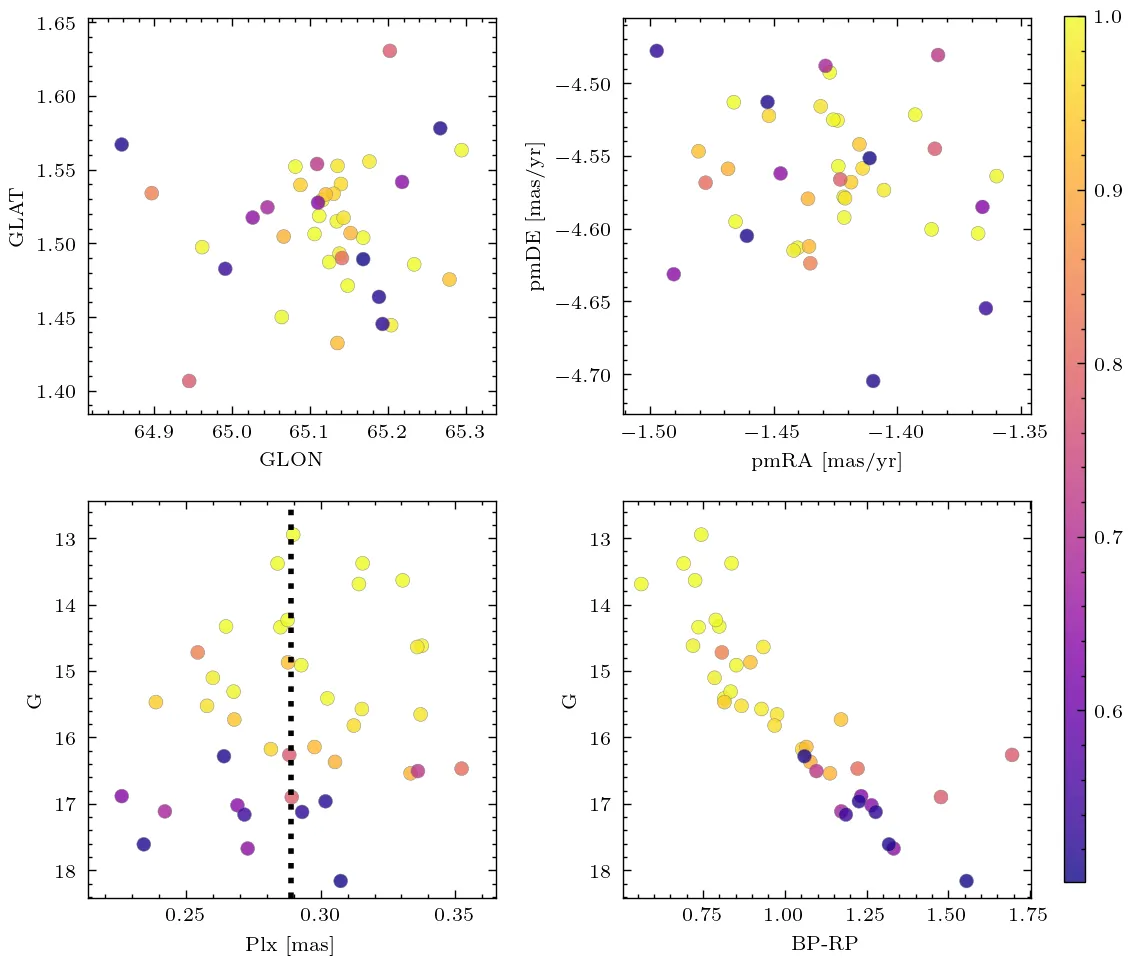 1.65
1.60
1.55
1.50
1.45
1.40
GLAT
64.9 65.0 65.1 65.2 65.3
GLON
−4.50
−4.55
−4.60
−4.65
−4.70
pmDE [mas/yr]
−1.50 −1.45 −1.40 −1.35
pmRA [mas/yr]
13
14
15
16
17
18
G
0.25 0.30 0.35
Plx [mas]
13
14
15
16
17
18
G
0.75 1.00 1.25 1.50 1.75
BP-RP
1.0
0.9
0.8
0.7
0.6